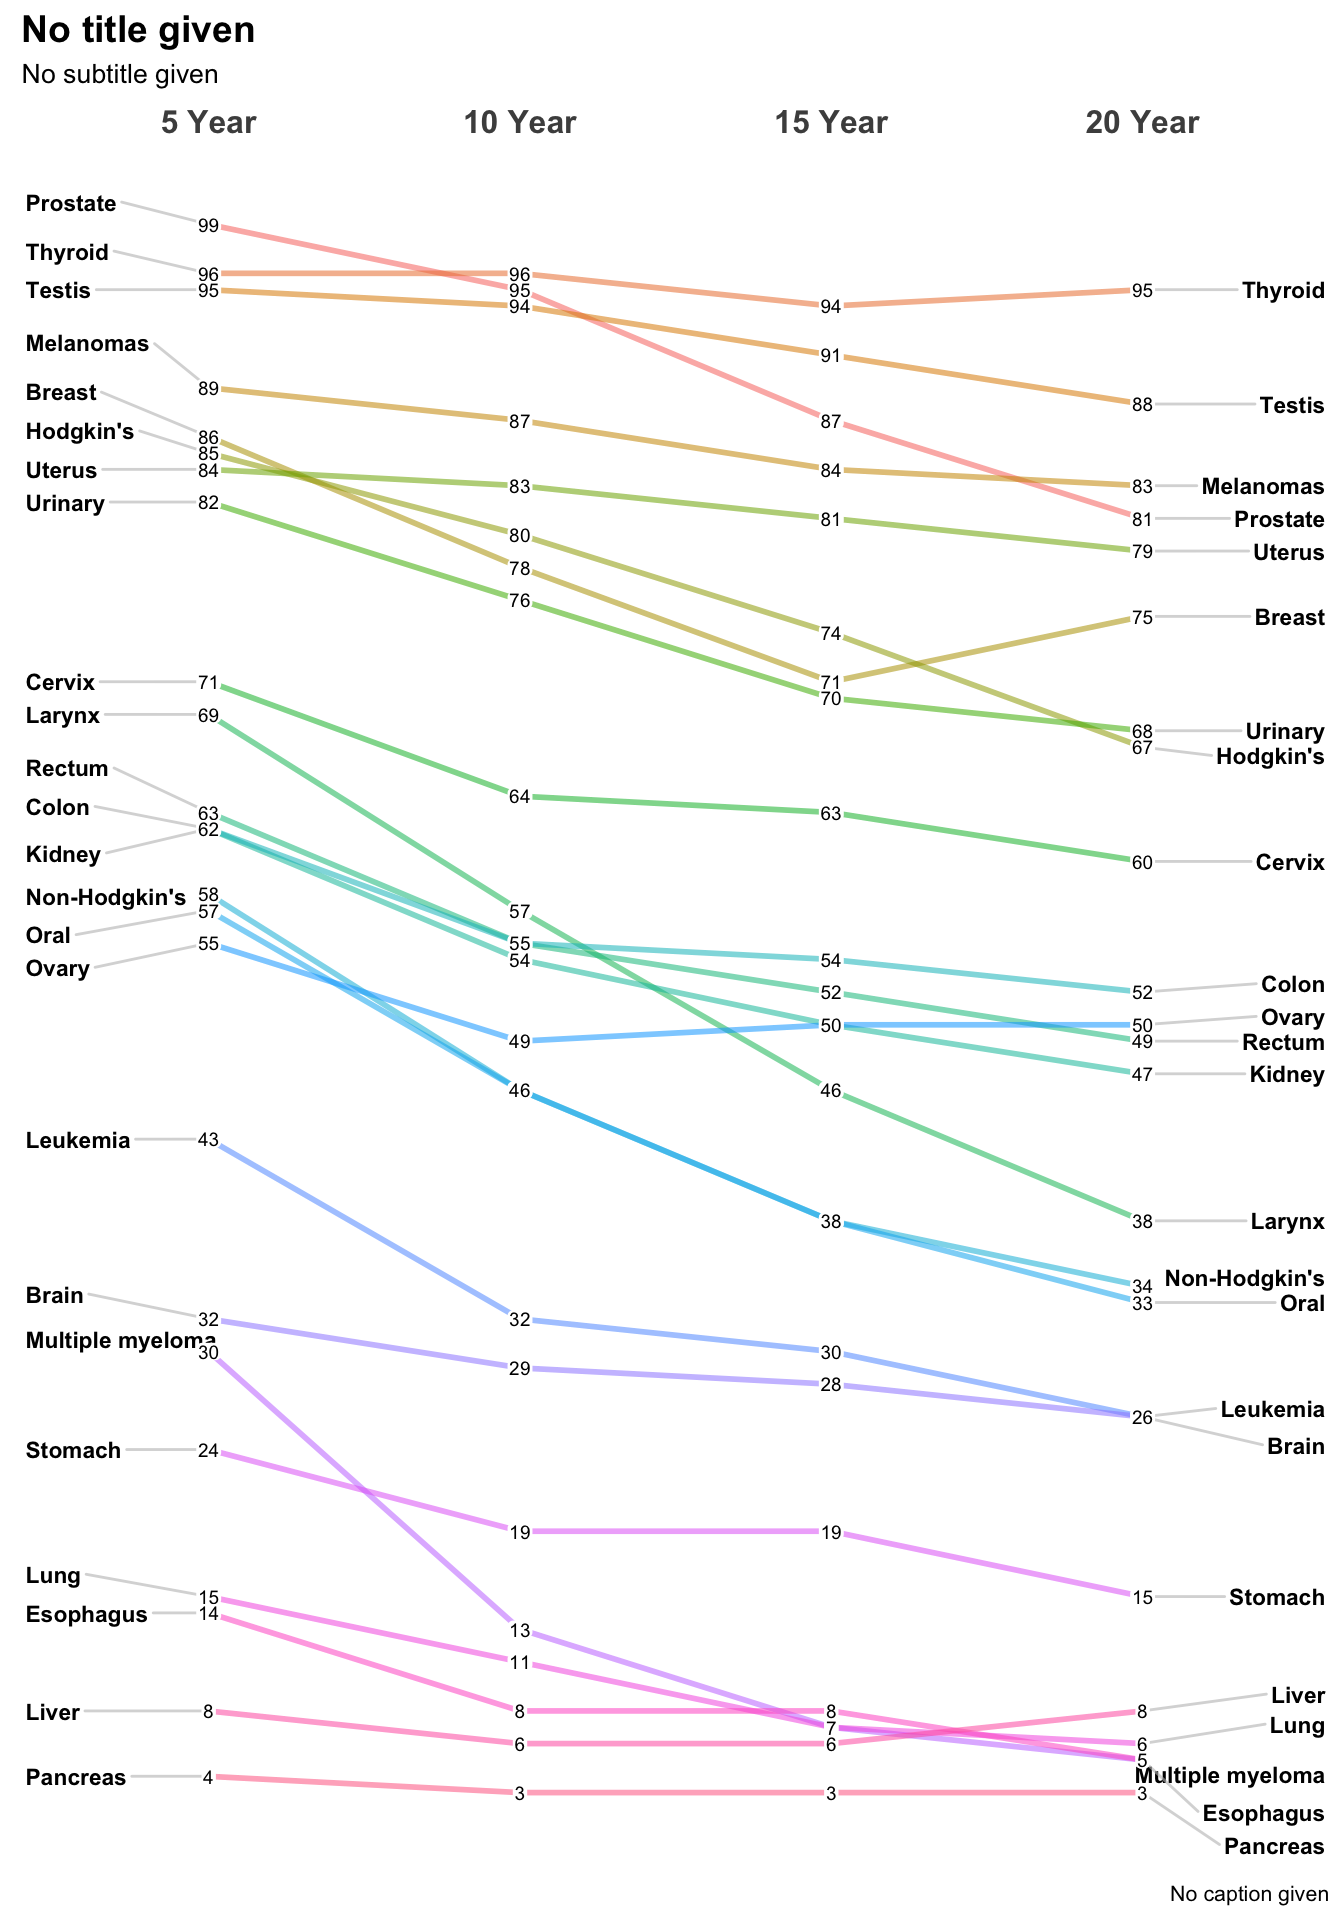 No title given
No subtitle given
5 Year 10 Year 15 Year 20 Year
Prostate 99
Thyroid 96 96
95
Testis 95 94 94 95 Thyroid
Melanomas 91
89 88 Testis
Breast 87 87
Hodgkin's 86
85
Uterus 84 83 84 83 Melanomas
Urinary 82 81 81 Prostate
80 79 Uterus
78
76 74 75 Breast
Cervix 71 71
70
Larynx 69 68 Urinary
67 Hodgkin's
Rectum 64
Colon 63 63
62
Kidney 60 Cervix
Non-Hodgkin's 58
Oral 57 57
Ovary 55 55
54 54
52 52 Colon
49 50 50 Ovary
49 Rectum
47 Kidney
46 46
Leukemia 43
38 38 Larynx
34 Non-Hodgkin's
Brain 33 Oral
32 32
Multiple myeloma
30 29 30
28
26 Leukemia
Brain
Stomach 24
19 19
Lung 15 15 Stomach
Esophagus 14
13
11
Liver
Liver 8 8 8 8
7 Lung
6 6 6
5
Multiple myeloma
Pancreas 4 3 3 3
Esophagus
Pancreas
No caption given